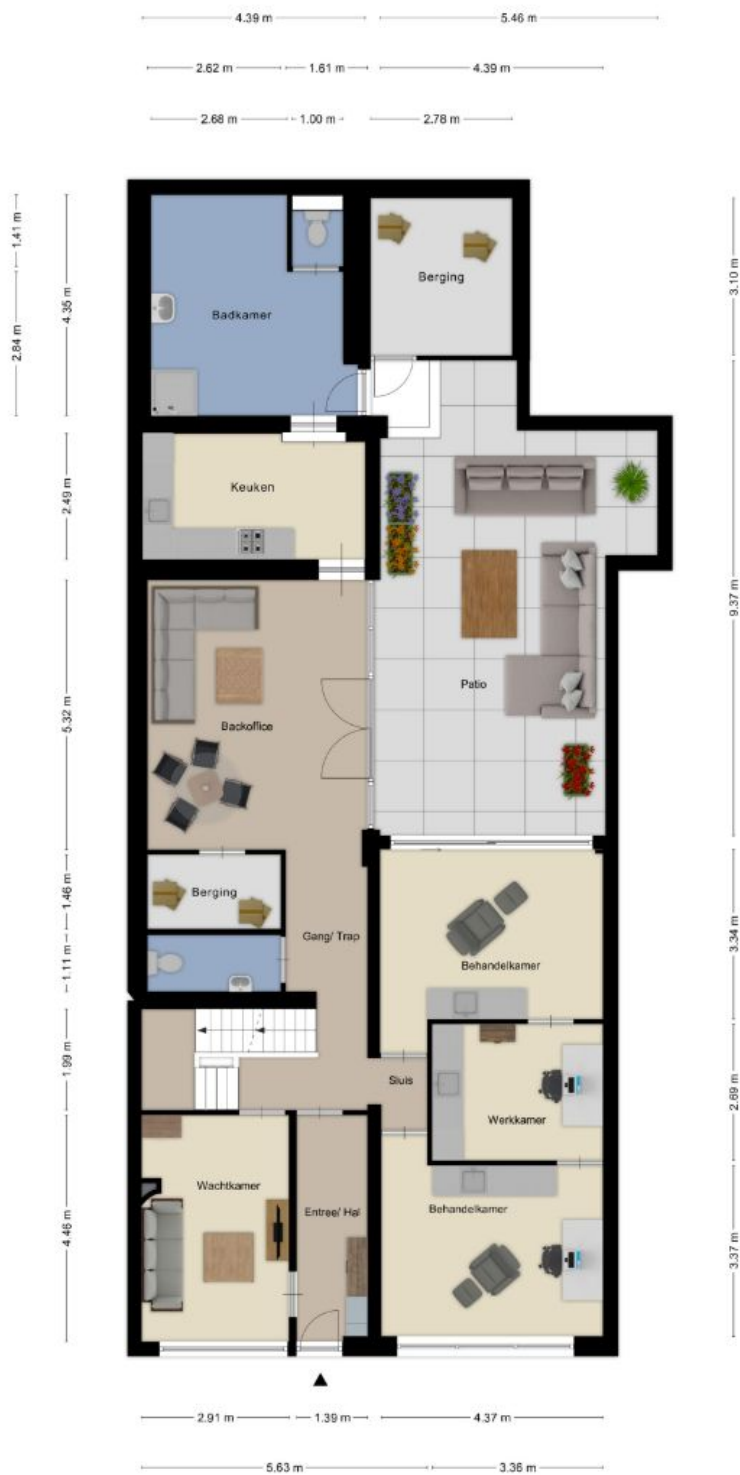 4.39 m
5.46 m
2.62 m
1.61 m
4.39 m
2.68 m
1.00 m
2.78 m
1.41 m
4.35 m
2.84 m
3.10 m
Berging
Badkamer
2.49 m
Keuken
9.37 m
5.32 m
Patio
Backoffice
1.46 m
Berging
1.11 m
Gang/ Trap
3.34 m
Behandelkamer
1.99 m
Sluis
2.69 m
Werkkamer
Wachtkamer
Entree/ Hal
Behandelkamer
4.46 m
3.37 m
2.91 m
1.39 m
4.37 m
5.63 m
3.36 m